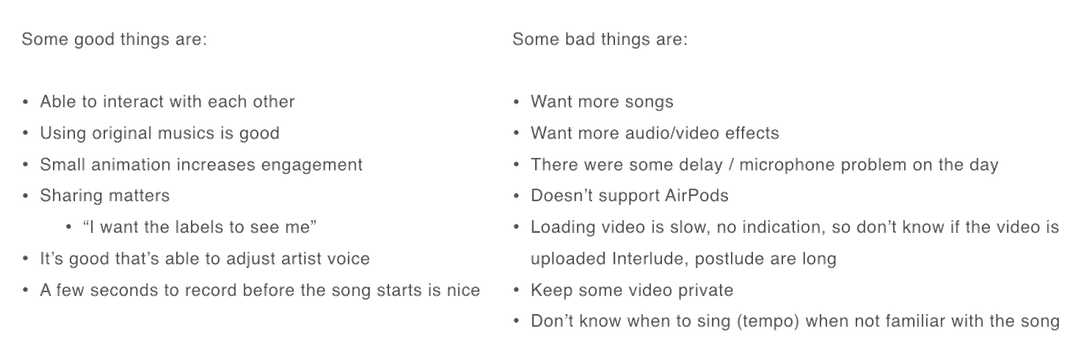 Some good things are:
• Able to interact with each other
• Using original musics is good
• Small animation increases engagement
• Sharing matters
• “I want the labels to see me”
• It’s good that’s able to adjust artist voice
• A few seconds to record before the song starts is nice
Some bad things are:
• Want more songs
• Want more audio/video effects
• There were some delay / microphone problem on the day
• Doesn’t support AirPods
• Loading video is slow, no indication, so don’t know if the video is
uploaded Interlude, postlude are long
• Keep some video private
• Don’t know when to sing (tempo) when not familiar with the song